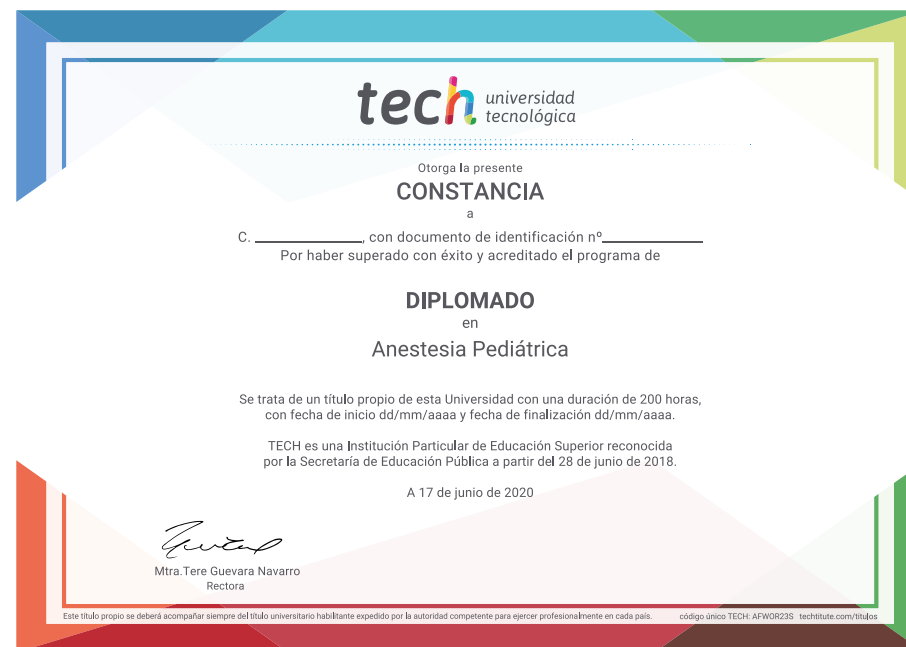 tech universidad
tecnológica
Otorga la presente
CONSTANCIA
a
C. ____________, con documento de identificación nº____________
Por haber superado con éxito y acreditado el programa de
DIPLOMADO
en
Anestesia Pediátrica
Se trata de un título propio de esta Universidad con una duración de 200 horas,
con fecha de inicio dd/mm/aaaa y fecha de finalización dd/mm/aaaa.
TECH es una Institución Particular de Educación Superior reconocida
por la Secretaría de Educación Pública a partir del 28 de junio de 2018.
A 17 de junio de 2020
Mtra.Tere Guevara Navarro
Rectora
Este título propio se deberá acompañar siempre del título universitario habilitante expedido por la autoridad competente para ejercer profesionalmente en cada país. código único TECH: AFWOR23S techtitute.com/titulos